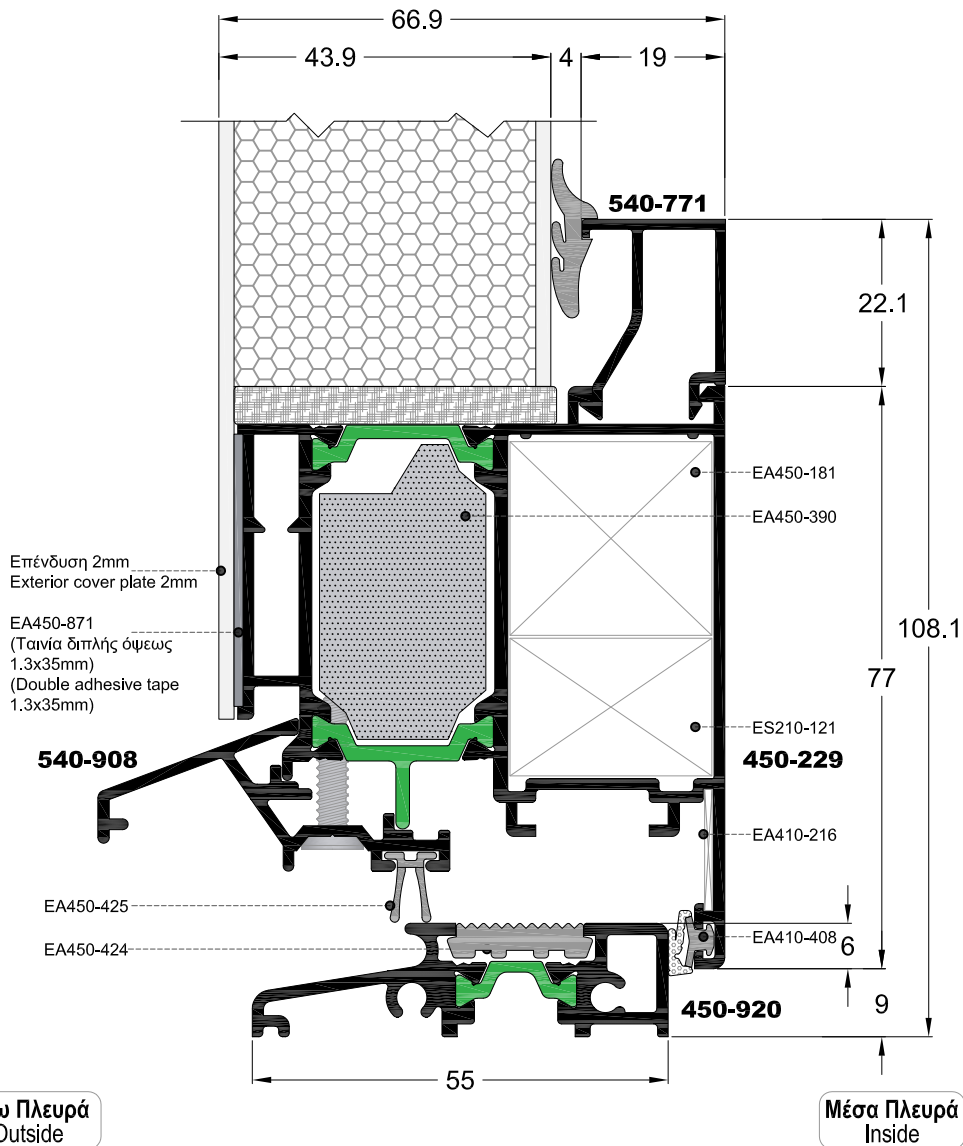 66.9
43.9
4
19
540-771
22.1
EA450-181
EA450-390
Επένδυση 2mm
Exterior cover plate 2mm
EA450-871
(Ταινία διπλής όψεως
1.3x35mm)
(Double adhesive tape
1.3x35mm)
108.1
77
540-908
ES210-121
450-229
EA410-216
EA450-425
EA450-424
EA410-408
6
450-920
9
55
Πλευρά
Outside
Μέσα Πλευρά
Inside